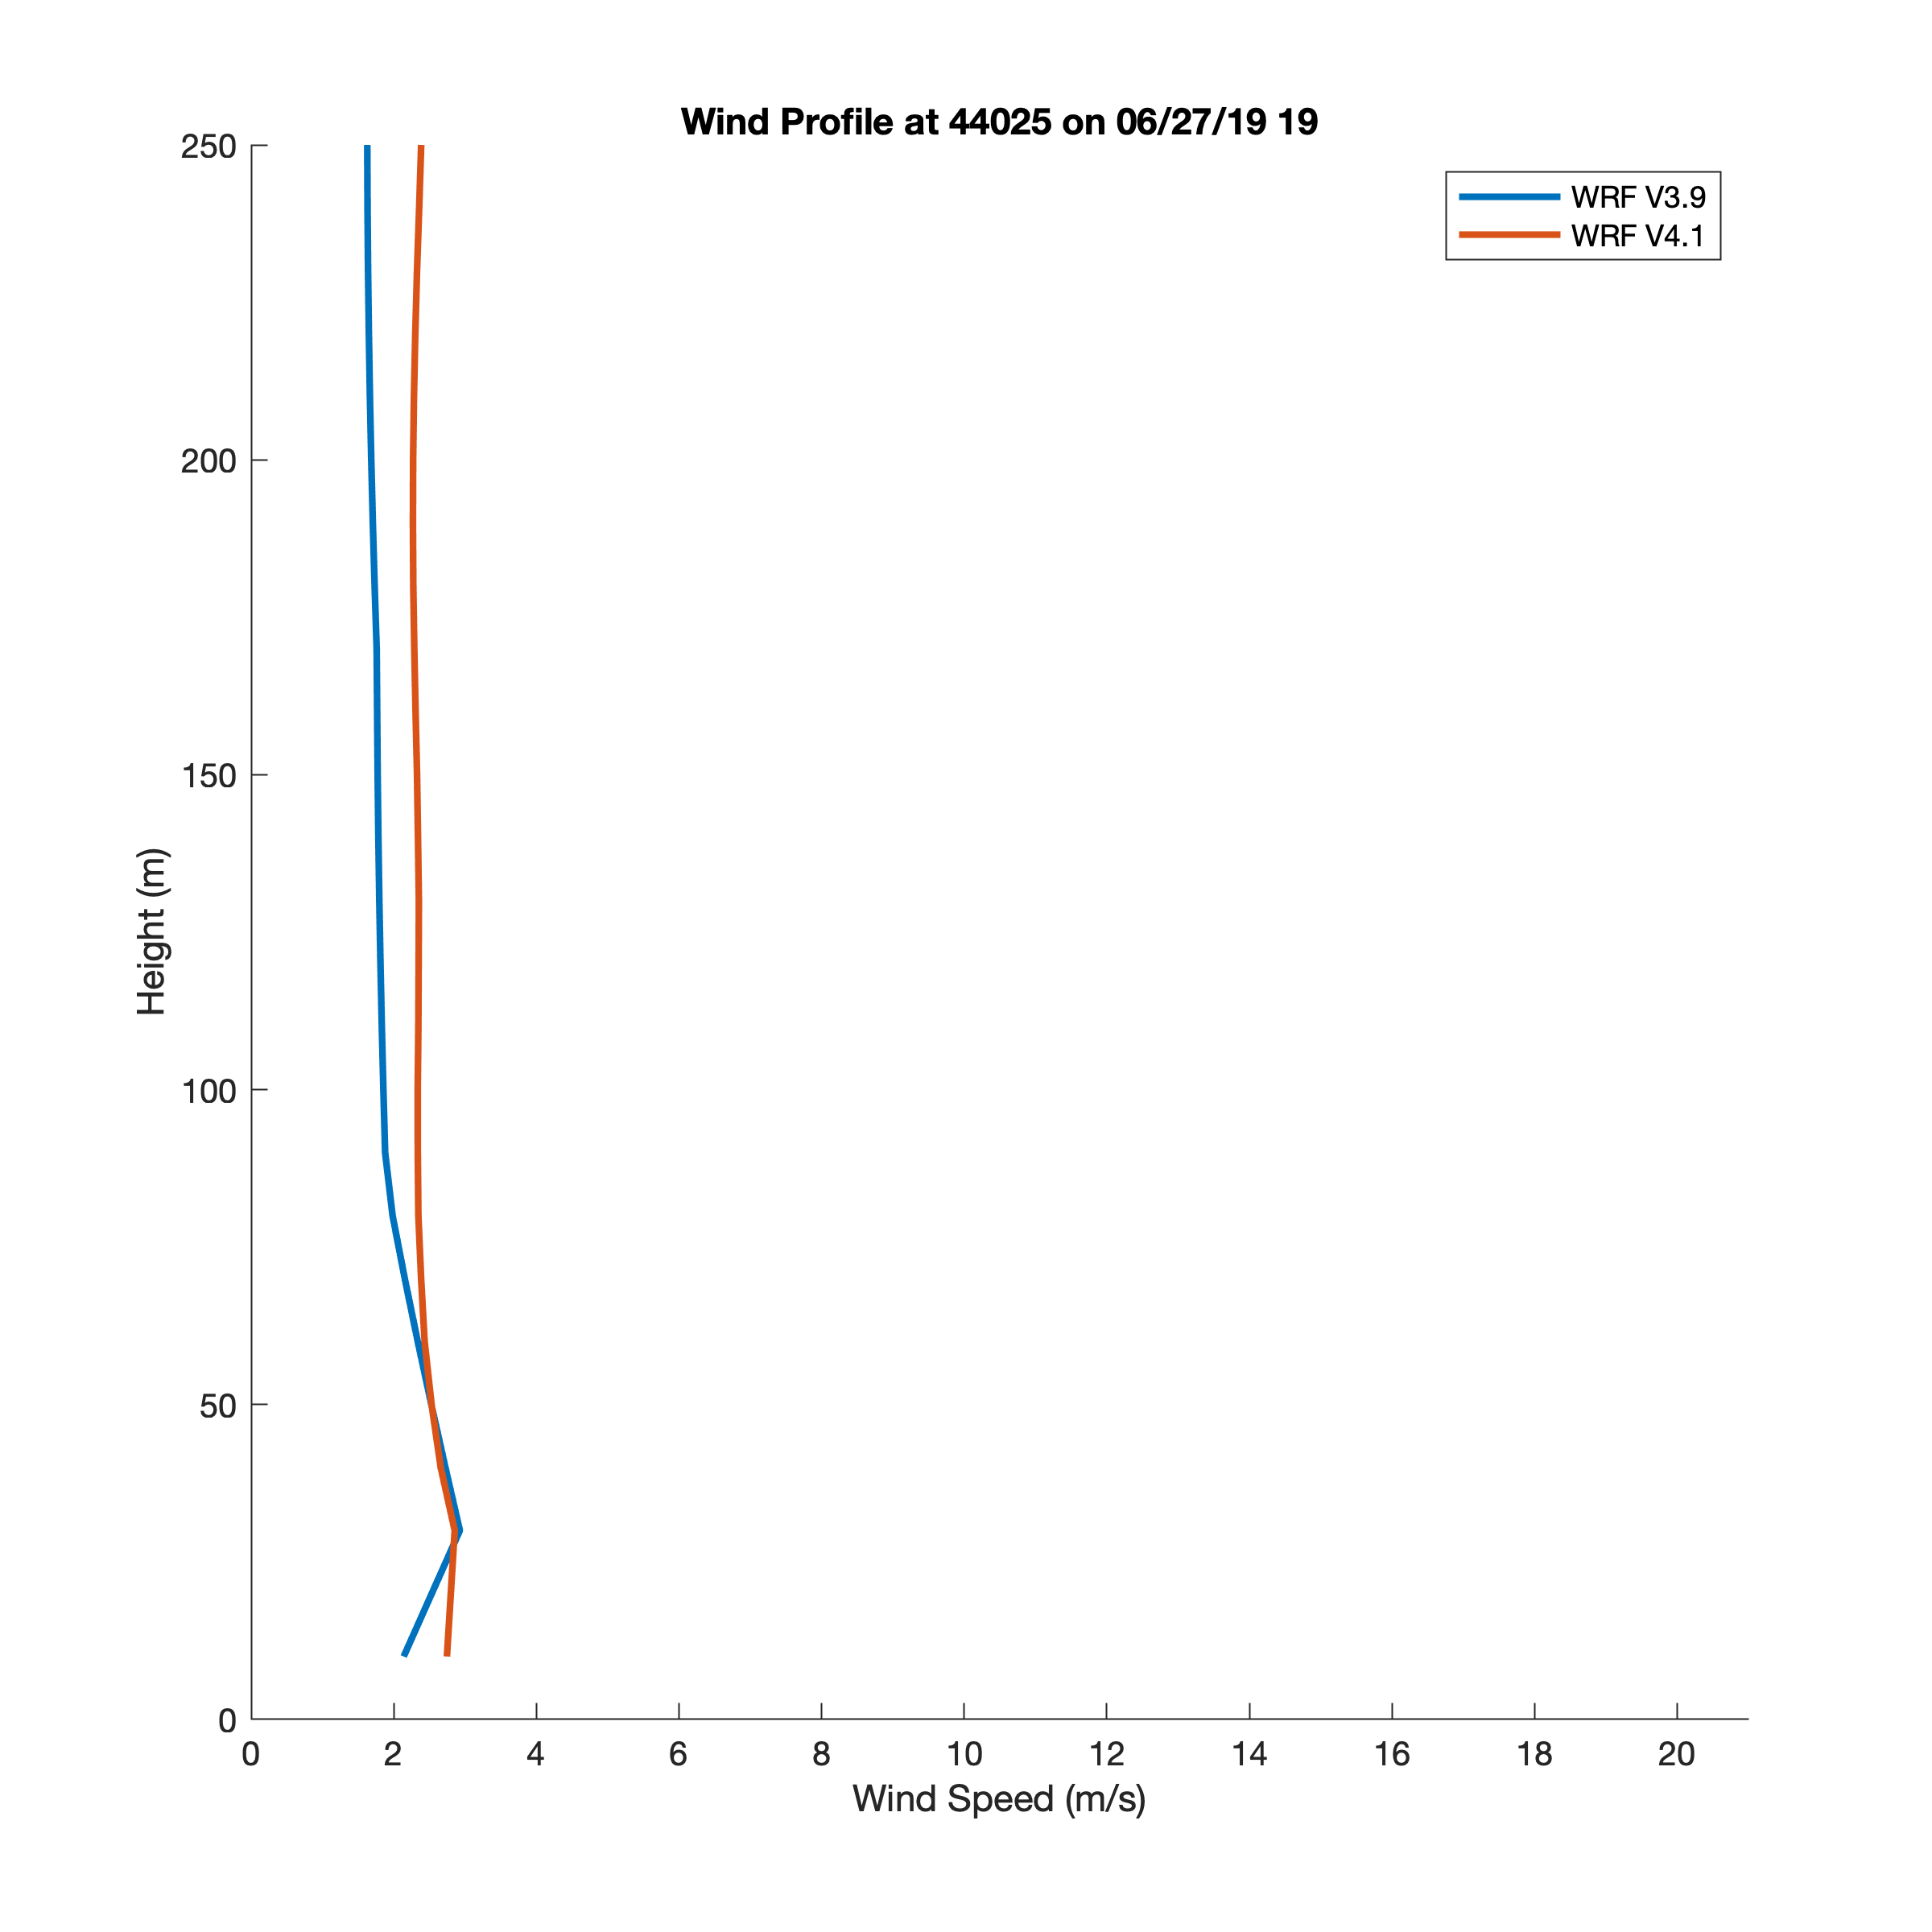 Wind Profile at 44025 on 06/27/19 19
WRF V3.9
WRF V4.1
250
200
150
100
50
0
Height (m)
0 2 4 6 8 10 12 14 16 18 20
Wind Speed (m/s)